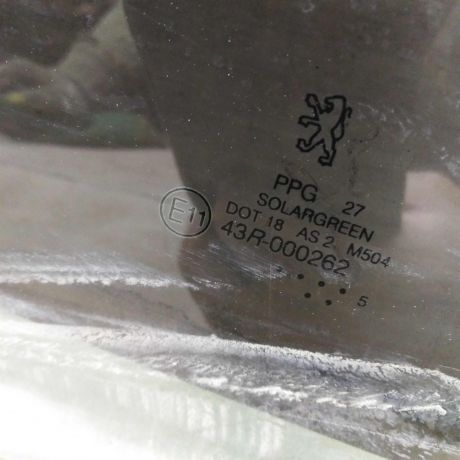 PPG 27
SOLARGREEN
DOT 18 AS 2 M504
E11
43R-000262
5